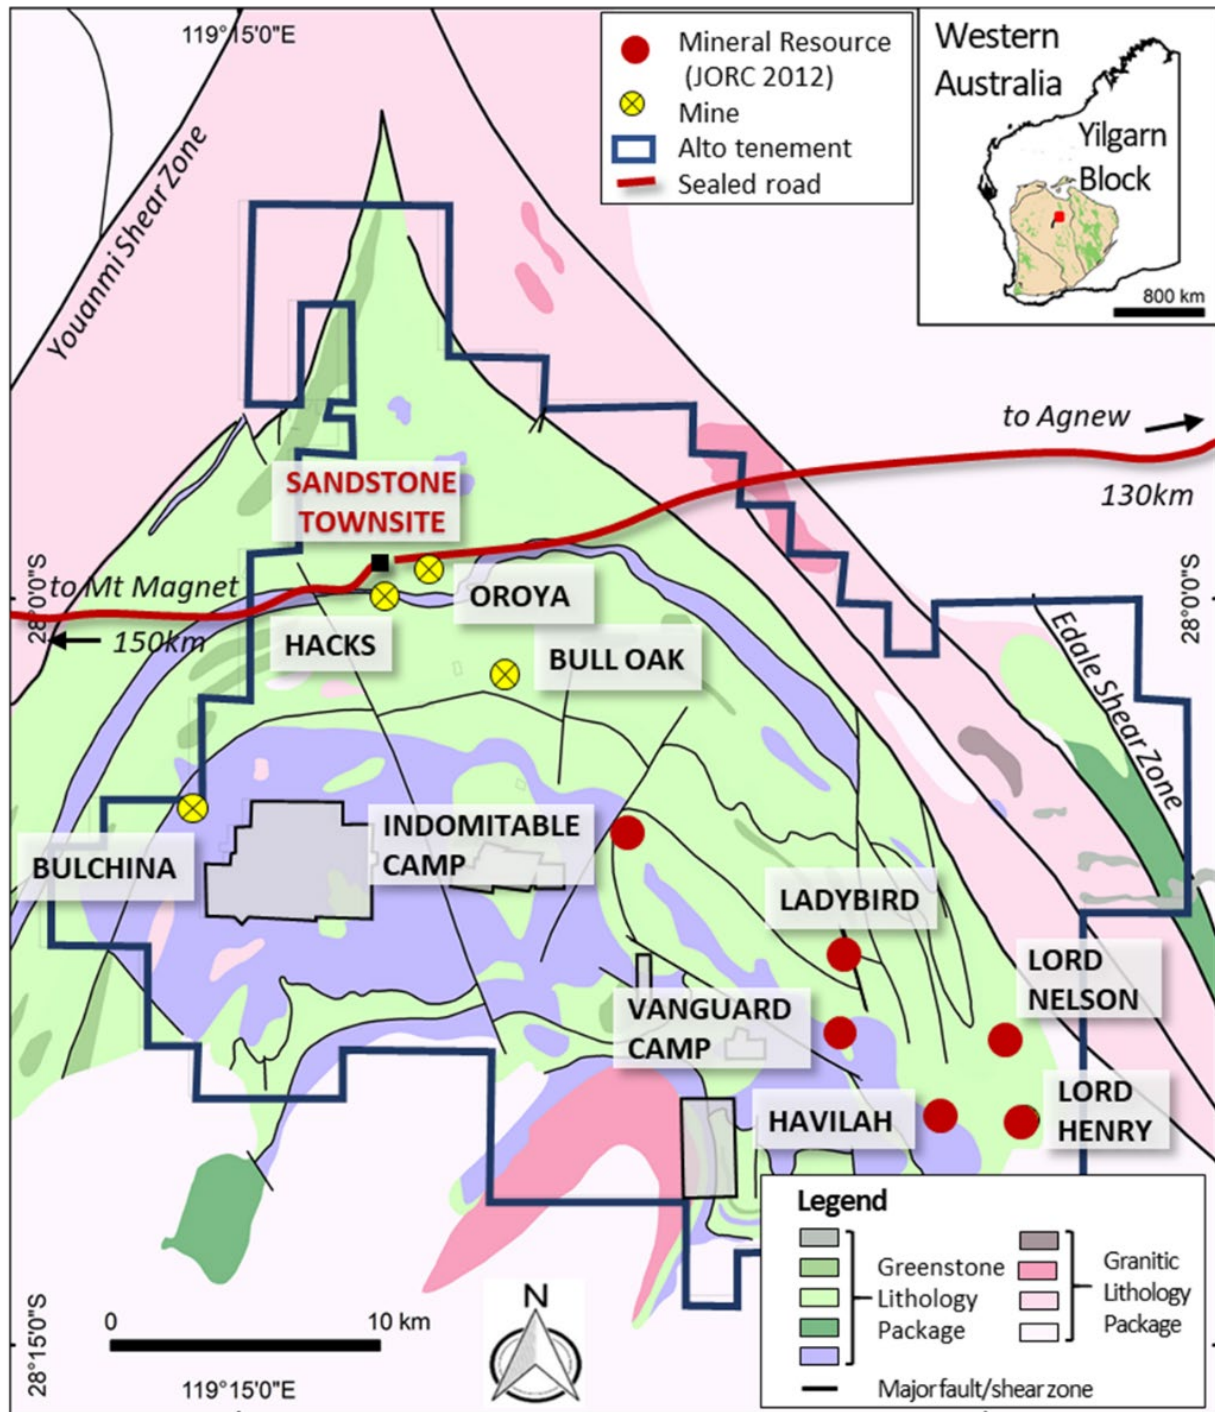 119°15'0"E
Mineral Resource
(JORC 2012)
Mine
Alto tenement
Sealed road
Western
Australia
Yilgarn
Block
800 km
Youanmi Shear Zone
to Agnew
130km
SANDSTONE
TOWNSITE
to Mt Magnet
150km
28°0'0"S
28°0'0"S
OROYA
HACKS
BULL OAK
Edale Shear Zone
BULCHINA
INDOMITABLE
CAMP
LADYBIRD
LORD
NELSON
VANGUARD
CAMP
HAVILAH
LORD
HENRY
Legend
Greenstone
Lithology
Package
Granitic
Lithology
Package
Major fault/shear zone
N
0 10 km
28°15'0"S
119°15'0"E